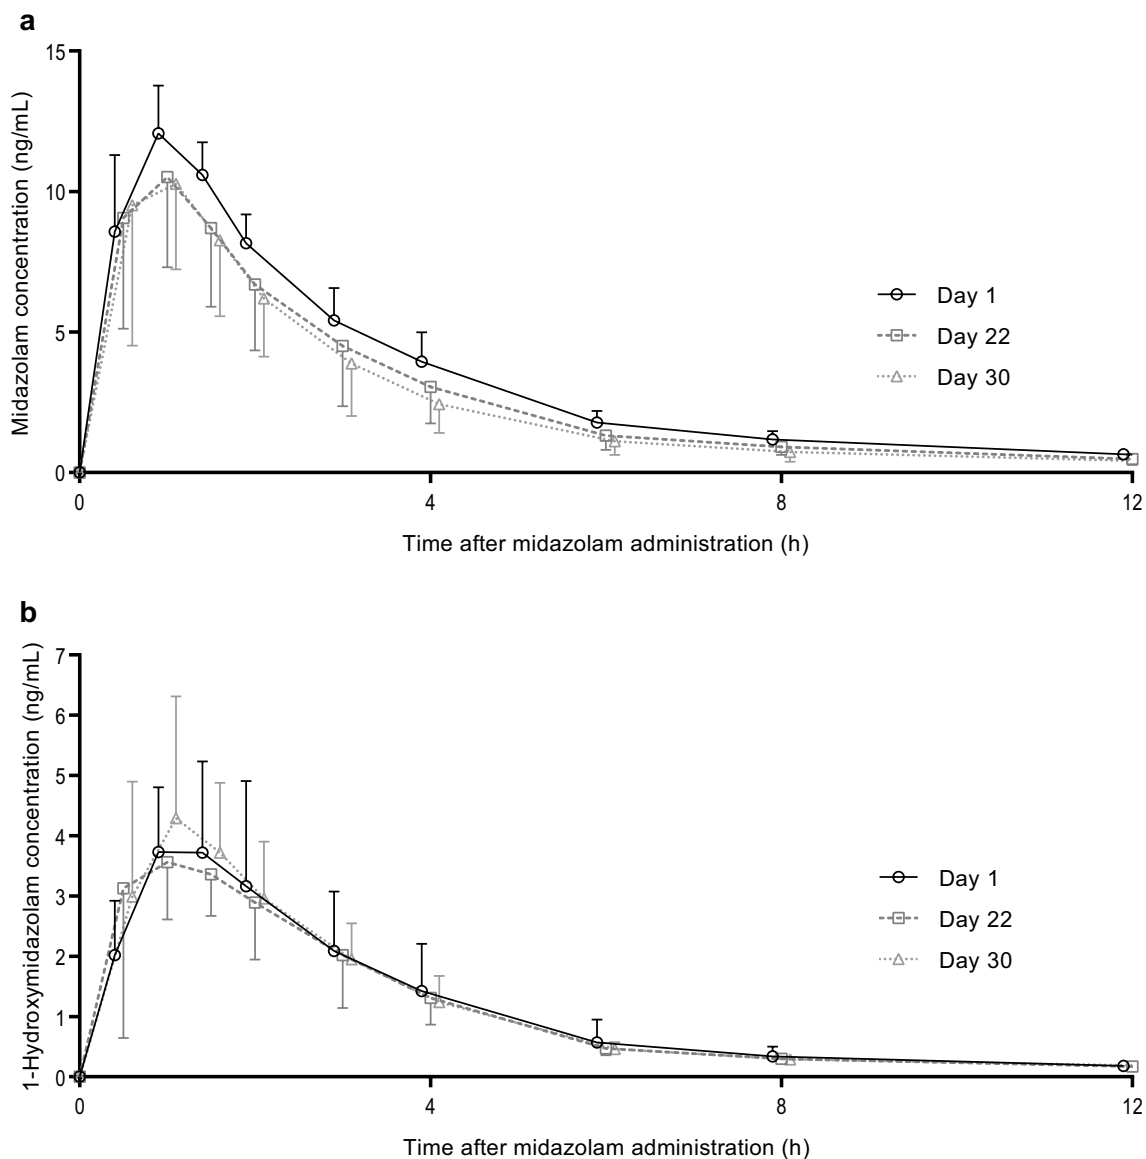 a
Midazolam concentration (ng/mL)
15
10
5
0
0 4 8 12
Time after midazolam administration (h)
Day 1
Day 22
Day 30
b
1-Hydroxymidazolam concentration (ng/mL)
7
6
5
4
3
2
1
0
0 4 8 12
Time after midazolam administration (h)
Day 1
Day 22
Day 30